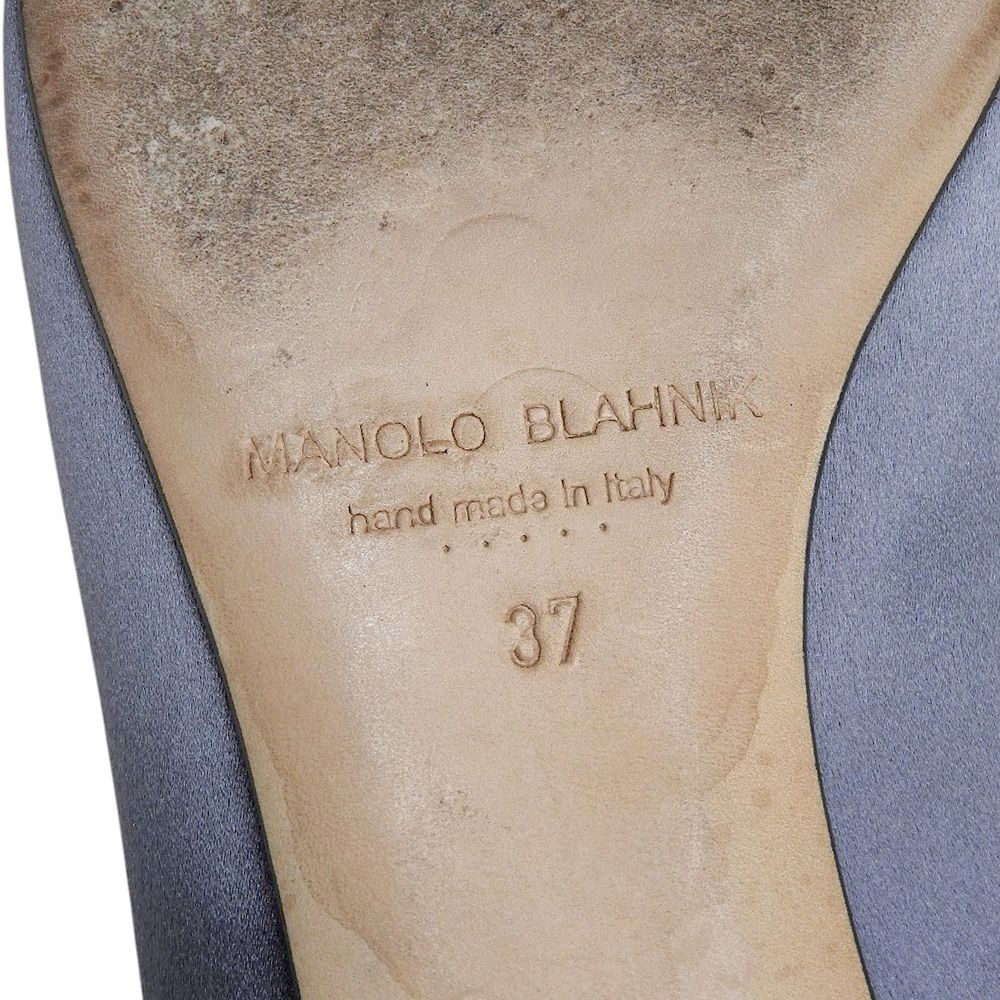 MANOLO BLAHNIK
hand made in Italy
.....
37